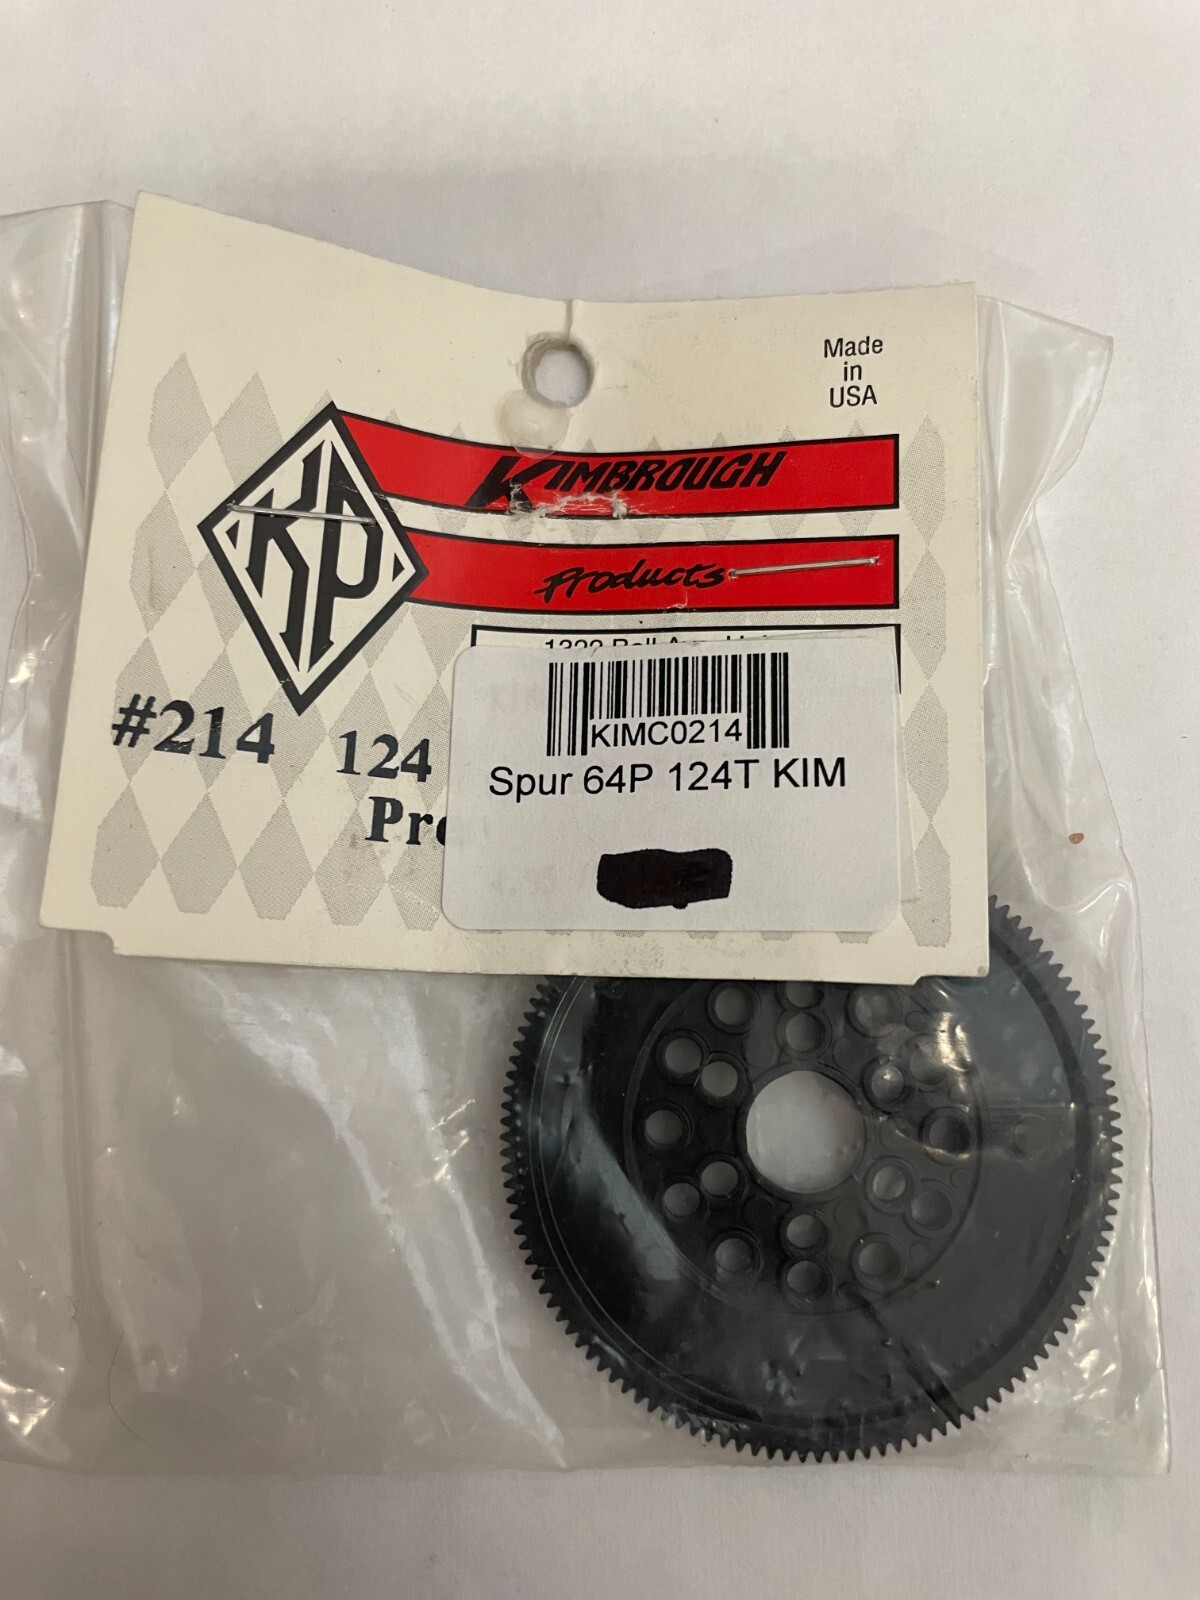 Made
in
USA
KP
KIMBROUGH
Products
#214 124
KIMC0214
Spur 64P 124T KIM